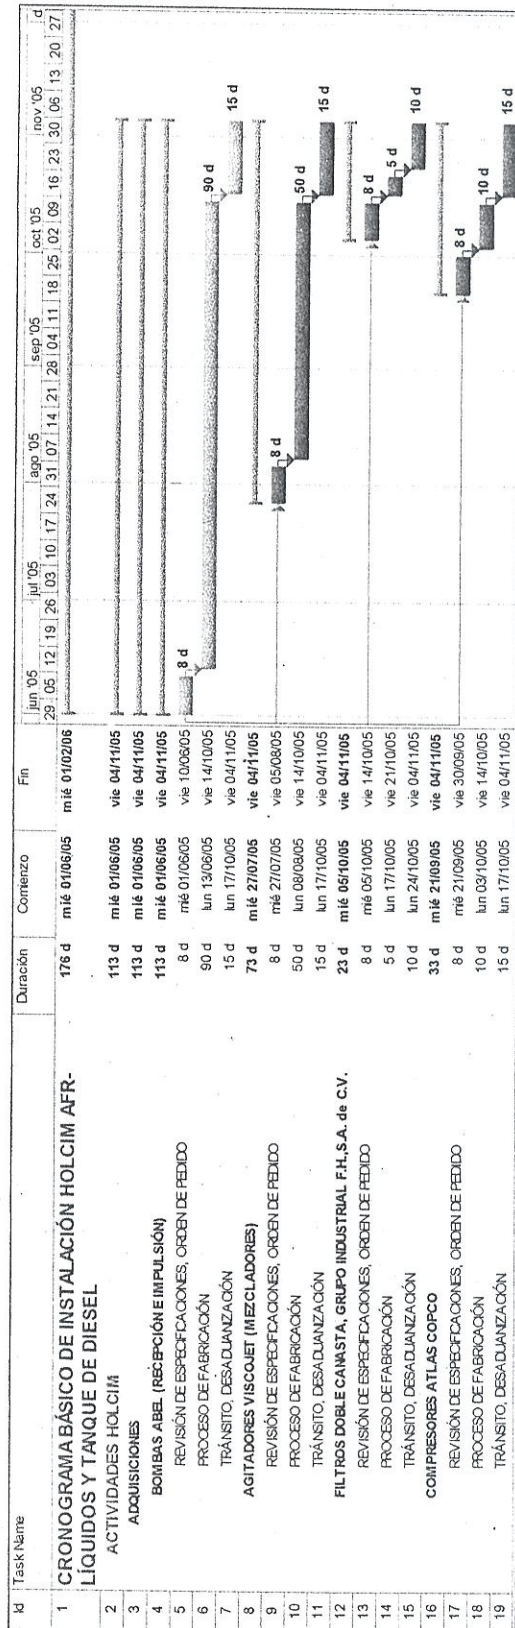 Id Task Name Duración Comienzo Fin
jun '05 jul '05 ago '05 sep '05 oct '05 nov '05 d
29 05 12 19 26 03 10 17 24 31 07 14 21 28 04 11 18 25 02 09 16 23 30 06 13 20 27
1 CRONOGRAMA BÁSICO DE INSTALACIÓN HOLCIM AFR- 176 d mié 01/06/05 mié 01/02/06
LÍQUIDOS Y TANQUE DE DIESEL
2 ACTIVIDADES HOLCIM 113 d mié 01/06/05 vie 04/11/05
3 ADQUISICIONES 113 d mié 01/06/05 vie 04/11/05
4 BOMBAS ABEL (RECEPCIÓN E IMPULSIÓN) 113 d mié 01/06/05 vie 04/11/05
5 REVISIÓN DE ESPECIFICACIONES, ORDEN DE PEDIDO 8 d mié 01/06/05 vie 10/06/05 8 d
6 PROCESO DE FABRICACIÓN 90 d lun 13/06/05 vie 14/10/05 90 d
7 TRÁNSITO, DESADUANIZACIÓN 15 d lun 17/10/05 vie 04/11/05 15 d
8 AGITADORES VISCOJET (MEZCLADORES) 73 d mié 27/07/05 vie 04/11/05
9 REVISIÓN DE ESPECIFICACIONES, ORDEN DE PEDIDO 8 d mié 27/07/05 vie 05/08/05 8 d
10 PROCESO DE FABRICACIÓN 50 d lun 08/08/05 vie 14/10/05 50 d
11 TRÁNSITO, DESADUANIZACIÓN 15 d lun 17/10/05 vie 04/11/05 15 d
12 FILTROS DOBLE CANASTA, GRUPO INDUSTRIAL F.H.,S.A. de C.V. 23 d mié 05/10/05 vie 04/11/05
13 REVISIÓN DE ESPECIFICACIONES, ORDEN DE PEDIDO 8 d mié 05/10/05 vie 14/10/05 8 d
14 PROCESO DE FABRICACIÓN 5 d lun 17/10/05 vie 21/10/05 5 d
15 TRÁNSITO, DESADUANIZACIÓN 10 d lun 24/10/05 vie 04/11/05 10 d
16 COMPRESORES ATLAS COPCO 33 d mié 21/09/05 vie 04/11/05
17 REVISIÓN DE ESPECIFICACIONES, ORDEN DE PEDIDO 8 d mié 21/09/05 vie 30/09/05 8 d
18 PROCESO DE FABRICACIÓN 10 d lun 03/10/05 vie 14/10/05 10 d
19 TRÁNSITO, DESADUANIZACIÓN 15 d lun 17/10/05 vie 04/11/05 15 d